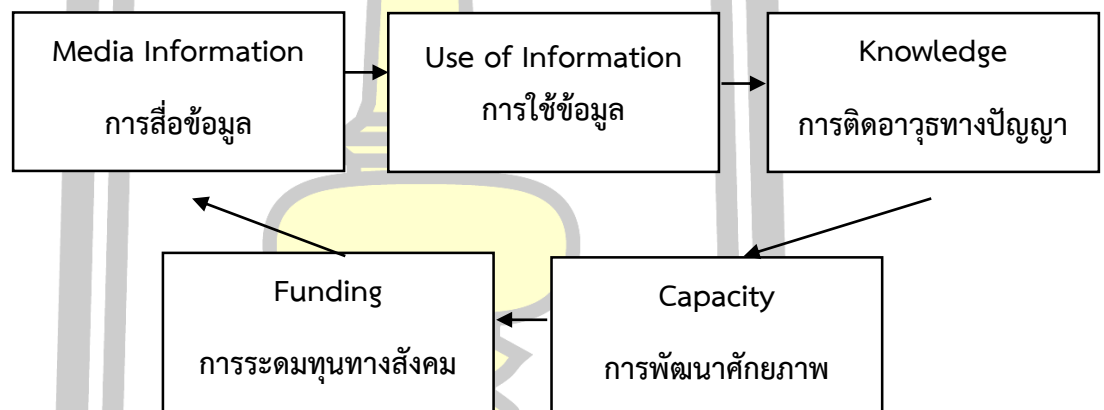 Media Information
การสื่อข้อมูล
Use of Information
การใช้ข้อมูล
Knowledge
การติดอาวุธทางปัญญา
Funding
การระดมทุนทางสังคม
Capacity
การพัฒนาศักยภาพ